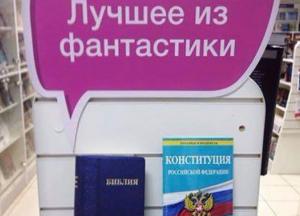 Лучшее из
фантастики
БИБЛИЯ
КОНСТИТУЦИЯ
РОССИЙСКОЙ ФЕДЕРАЦИИ